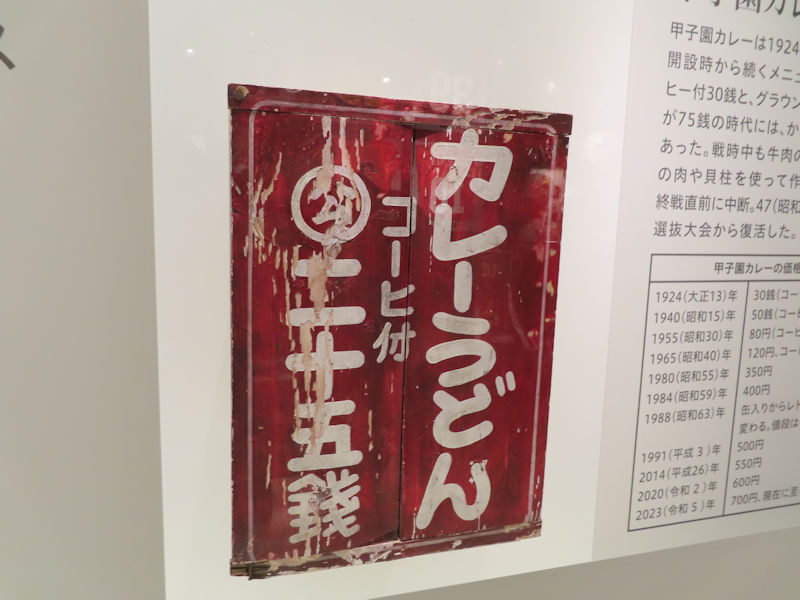 カレーうどん
コーヒ付
公 三十五銭
甲子園カレーは1924
開設時から続くメニュ
ヒー付30銭と、グラウン
が75銭の時代には、か
あった。戦時中も牛肉の
の肉や貝柱を使って作
終戦直前に中断。47(昭和
選抜大会から復活した。
甲子園カレーの価格
1924(大正13)年 30銭(コー
1940(昭和15)年 50銭(コーヒ
1955(昭和30)年 80円(コーヒ
1965(昭和40)年 120円、コー
1980(昭和55)年 350円
1984(昭和59)年 400円
1988(昭和63)年 缶入りからレト
変わる。値段は
1991(平成3)年 500円
2014(平成26)年 550円
2020(令和2)年 600円
2023(令和5)年 700円、現在に至